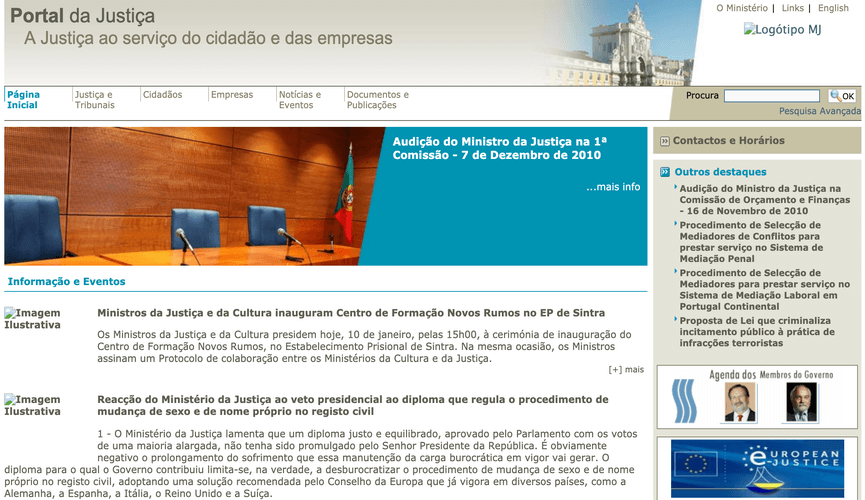 Portal da Justiça
A Justiça ao serviço do cidadão e das empresas
O Ministério | Links | English
Logótipo MJ
Página
Inicial
Justiça e
Tribunais
Cidadãos
Empresas
Notícias e
Eventos
Documentos e
Publicações
Procura
OK
Pesquisa Avançada
Audição do Ministro da Justiça na 1ª
Comissão - 7 de Dezembro de 2010
...mais info
Informação e Eventos
Imagem
Ilustrativa
Ministros da Justiça e da Cultura inauguram Centro de Formação Novos Rumos no EP de Sintra
Os Ministros da Justiça e da Cultura presidem hoje, 10 de janeiro, pelas 15h00, à cerimónia de inauguração do
Centro de Formação Novos Rumos, no Estabelecimento Prisional de Sintra. Na mesma ocasião, os Ministros
assinam um Protocolo de colaboração entre os Ministérios da Cultura e da Justiça.
[+] mais
Imagem
Ilustrativa
Reacção do Ministério da Justiça ao veto presidencial ao diploma que regula o procedimento de
mudança de sexo e de nome próprio no registo civil
1 - O Ministério da Justiça lamenta que um diploma justo e equilibrado, aprovado pelo Parlamento com os votos
de uma maioria alargada, não tenha sido promulgado pelo Senhor Presidente da República. É obviamente
negativo o prolongamento do sofrimento que essa manutenção da carga burocrática em vigor vai gerar. O
diploma para o qual o Governo contribuiu limita-se, na verdade, a desburocratizar o procedimento de mudança de sexo e de nome
próprio no registo civil, adoptando uma solução recomendada pelo Conselho da Europa que já vigora em diversos países, como a
Alemanha, a Espanha, a Itália, o Reino Unido e a Suíça.
Contactos e Horários
Outros destaques
Audição do Ministro da Justiça na
Comissão de Orçamento e Finanças
- 16 de Novembro de 2010
Procedimento de Selecção de
Mediadores de Conflitos para
prestar serviço no Sistema de
Mediação Penal
Procedimento de Selecção de
Mediadores para prestar serviço no
Sistema de Mediação Laboral em
Portugal Continental
Proposta de Lei que criminaliza
incitamento público à prática de
infracções terroristas
Agenda dos Membros do Governo
eUROPEAN
e-JUSTICE